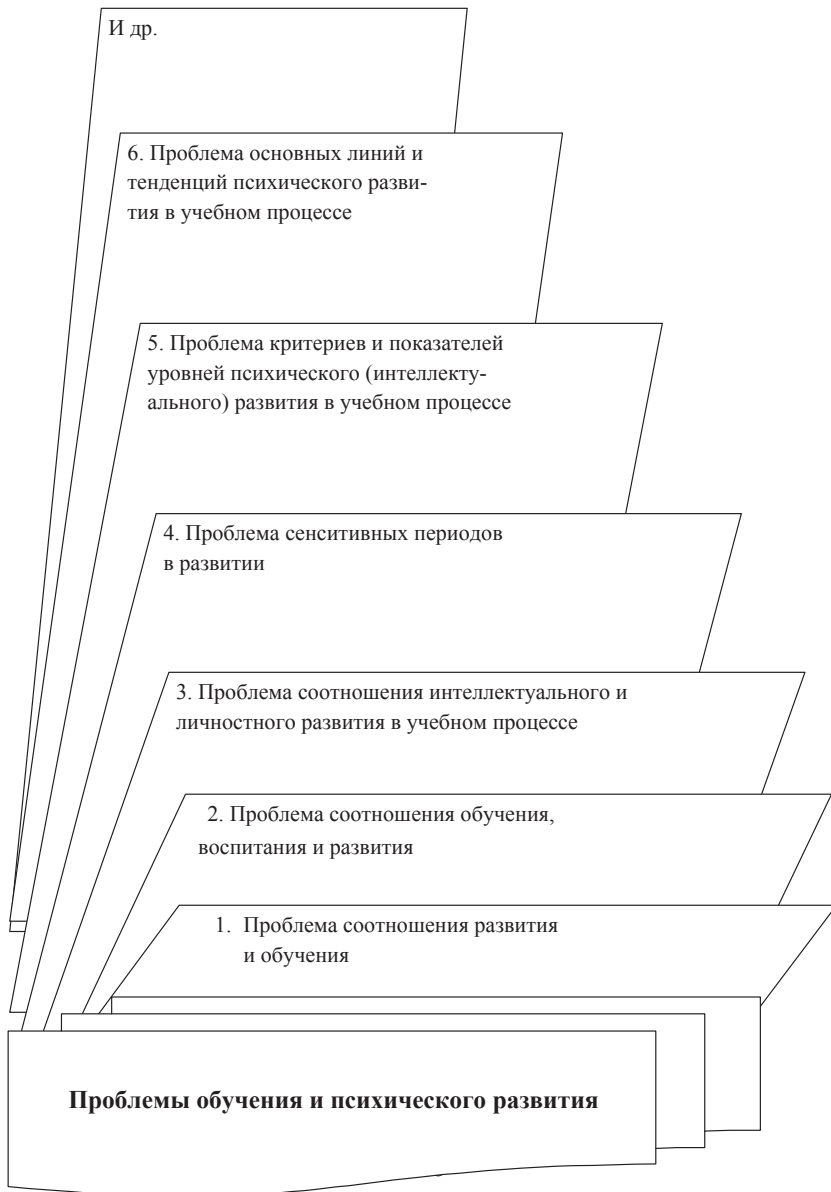 И др.
6. Проблема основных линий и
тенденций психического разви-
тия в учебном процессе
5. Проблема критериев и показателей
уровней психического (интеллекту-
ального) развития в учебном процессе
4. Проблема сенситивных периодов
в развитии
3. Проблема соотношения интеллектуального и
личностного развития в учебном процессе
2. Проблема соотношения обучения,
воспитания и развития
1. Проблема соотношения развития
и обучения
Проблемы обучения и психического развития